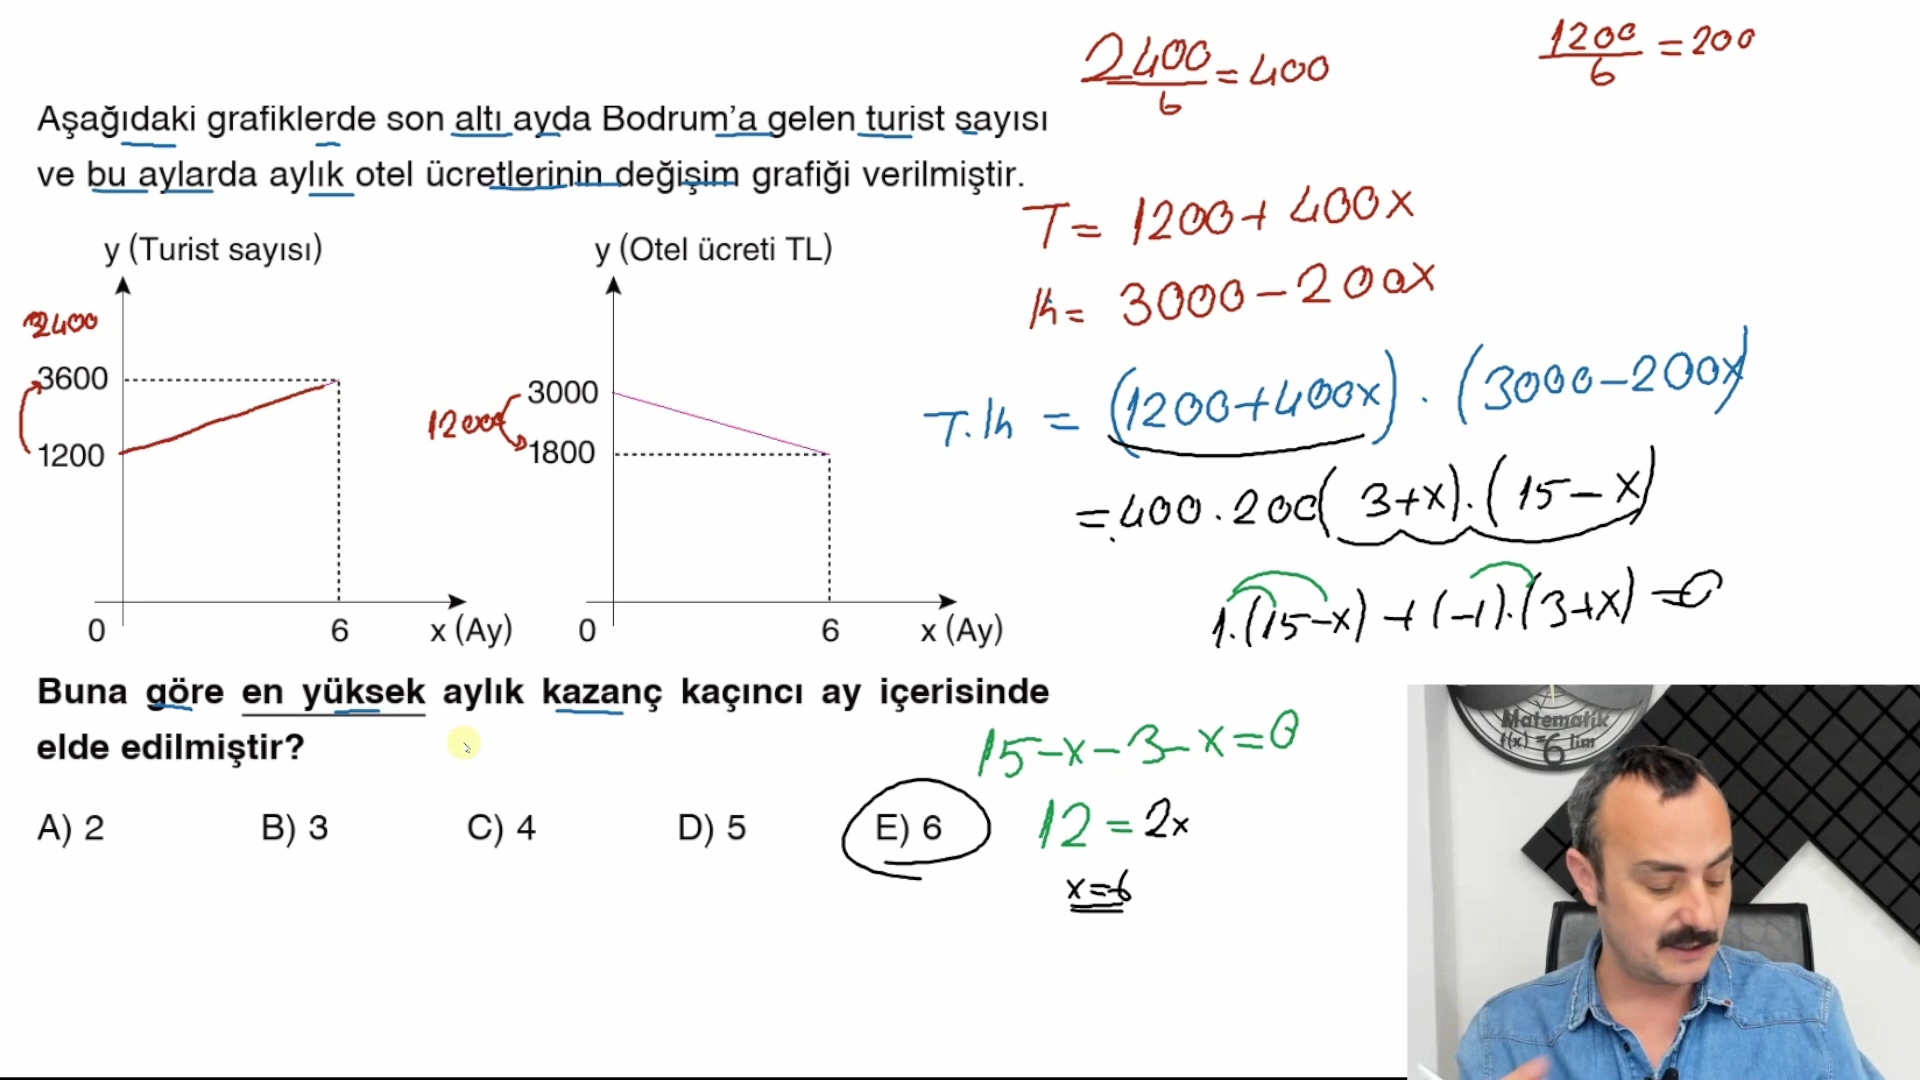 2400/6 = 400
1200/6 = 200
Aşağıdaki grafiklerde son altı ayda Bodrum'a gelen turist sayısı
ve bu aylarda aylık otel ücretlerinin değişim grafiği verilmiştir.
T = 1200 + 400x
h = 3000 - 200x
y (Turist sayısı)
2400
3600
1200
0
6
x (Ay)
y (Otel ücreti TL)
3000
1200
1800
0
6
x (Ay)
T.h = (1200+400x) . (3000-200x)
= 400.200(3+x).(15-x)
1.(15-x)+(-1).(3+x)=0
Buna göre en yüksek aylık kazanç kaçıncı ay içerisinde
elde edilmiştir?
15-x-3-x=0
12 = 2x
x=6
A) 2
B) 3
C) 4
D) 5
E) 6
Matematik
f(x) = 6 lim